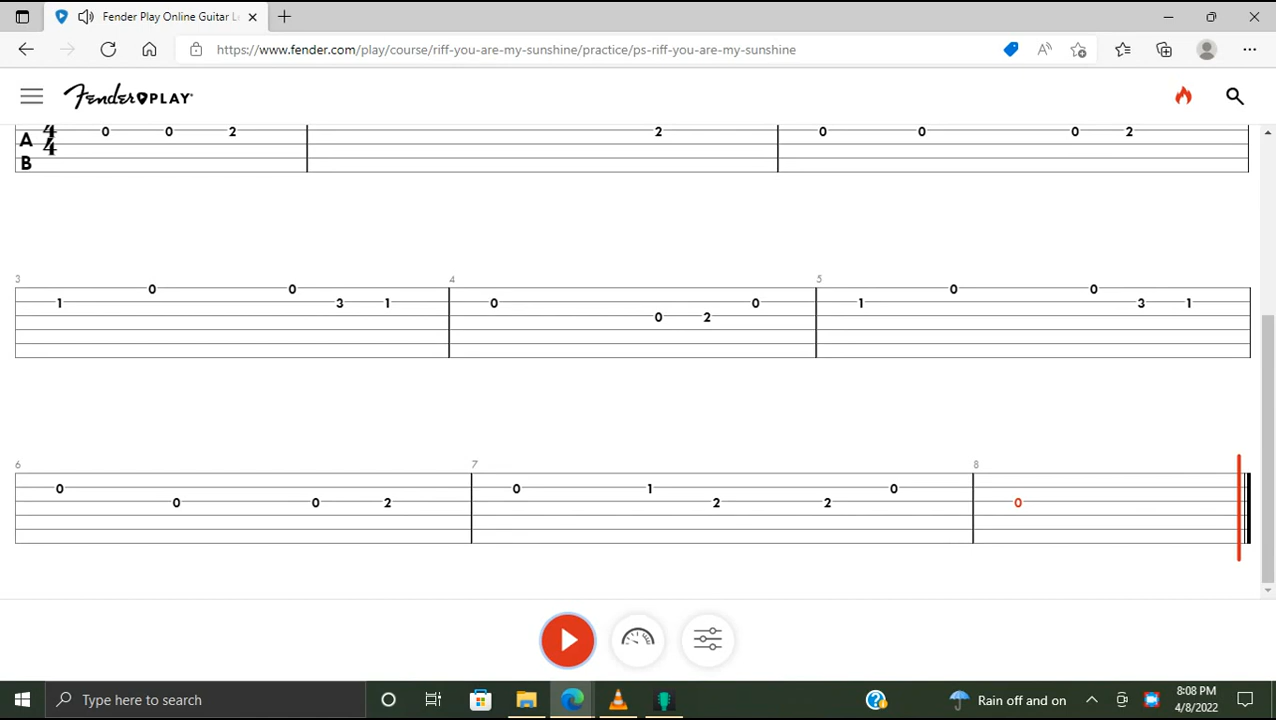 Fender Play Online Guitar Le
https://www.fender.com/play/course/riff-you-are-my-sunshine/practice/ps-riff-you-are-my-sunshine
Fender PLAY
A B 4 4 0 0 2 2 0 0 0 2
3 4 5
0 0 0 0
1 3 1 0 0 1 3 1
0 2
6 7 8
0 0 1 0
0 0 2 2 2 0
Type here to search
Rain off and on
8:08 PM
4/8/2022